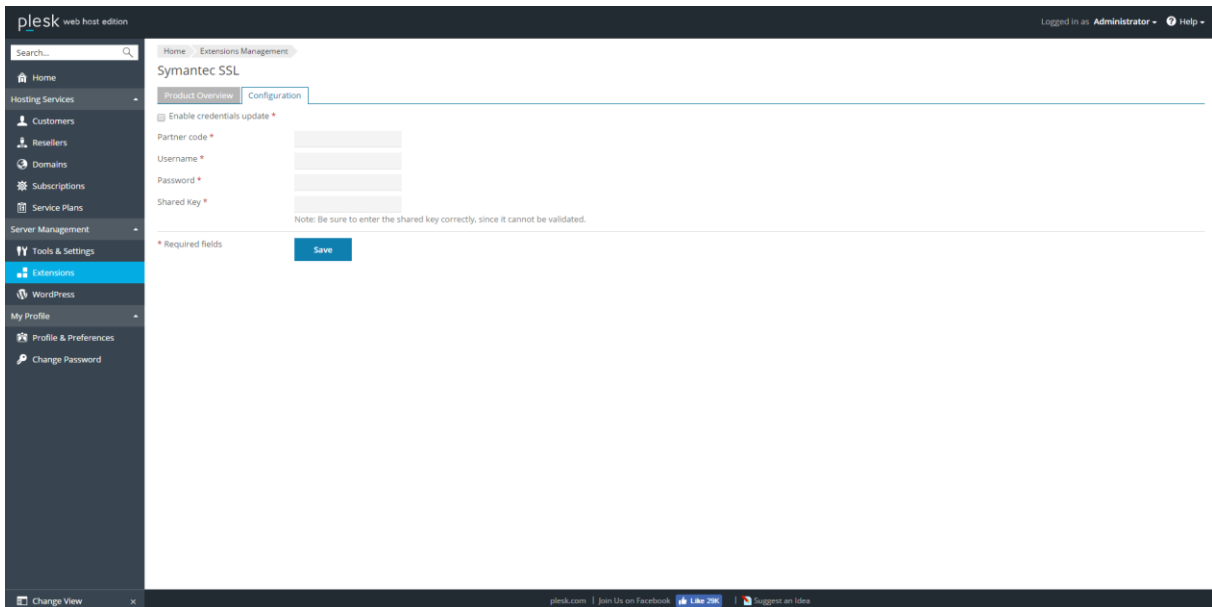 plesk web host edition
Logged in as Administrator Help
Search...
Home
Hosting Services
Customers
Resellers
Domains
Subscriptions
Service Plans
Server Management
Tools & Settings
Extensions
WordPress
My Profile
Profile & Preferences
Change Password
Change View x
Home Extensions Management
Symantec SSL
Product Overview Configuration
Enable credentials update *
Partner code *
Username *
Password *
Shared Key *
Note: Be sure to enter the shared key correctly, since it cannot be validated.
* Required fields
Save
plesk.com | Join Us on Facebook Like 29K | Suggest an Idea